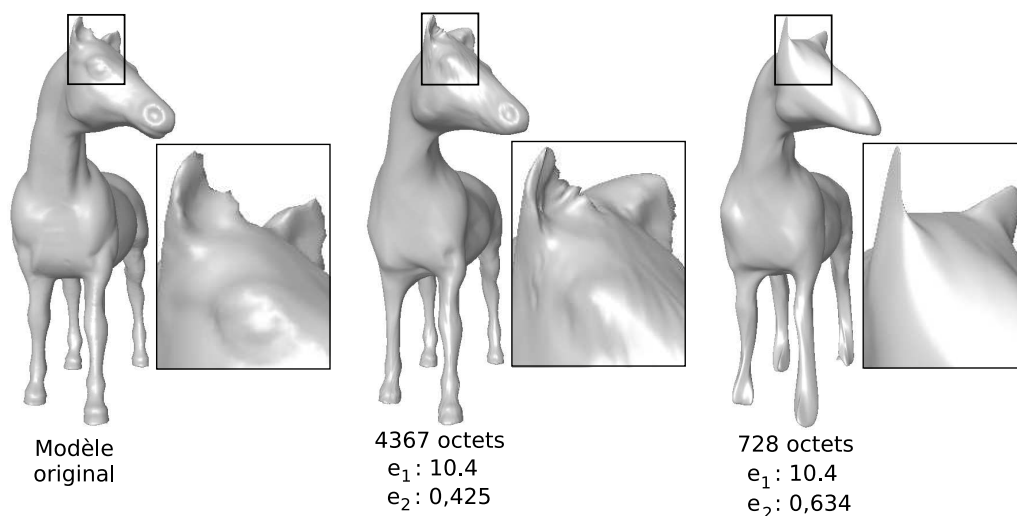 Modèle
original
4367 octets
e₁ : 10.4
e₂ : 0,425
728 octets
e₁ : 10.4
e₂ : 0,634